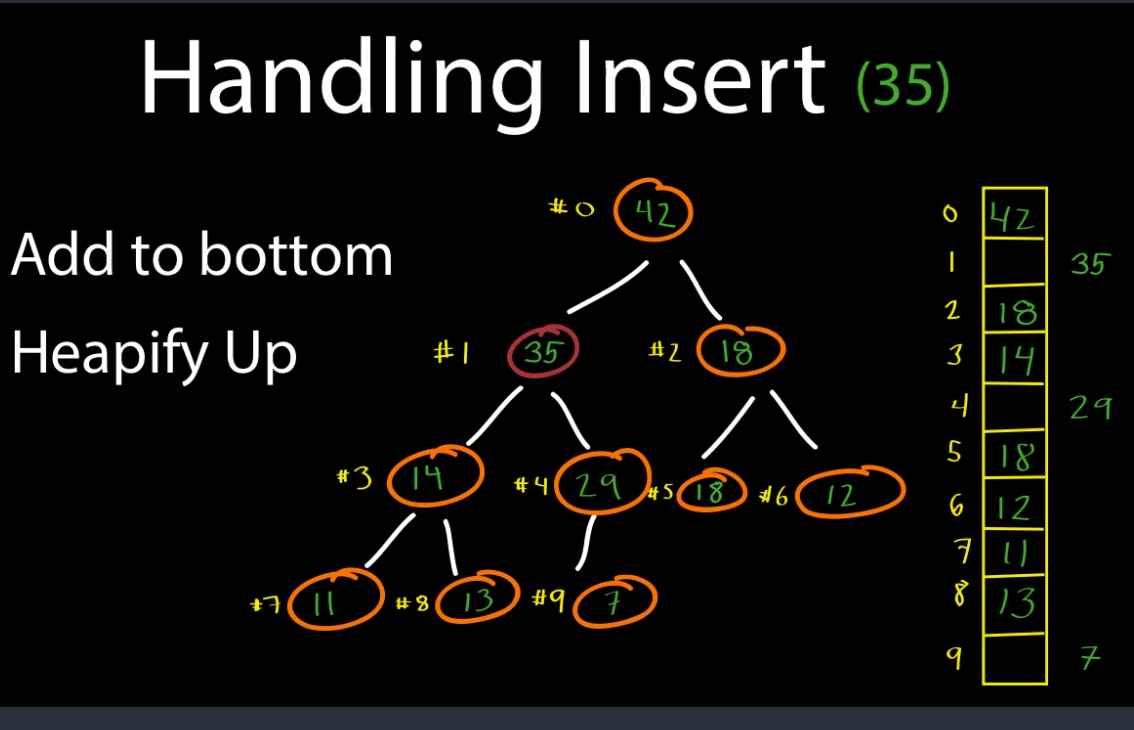 Handling Insert (35)
Add to bottom
Heapify Up
#0 42
#1 35 #2 18
#3 14 #4 29 #5 18 #6 12
#7 11 #8 13 #9 7
0 42
1 35
2 18
3 14
4 29
5 18
6 12
7 11
8 13
9 7